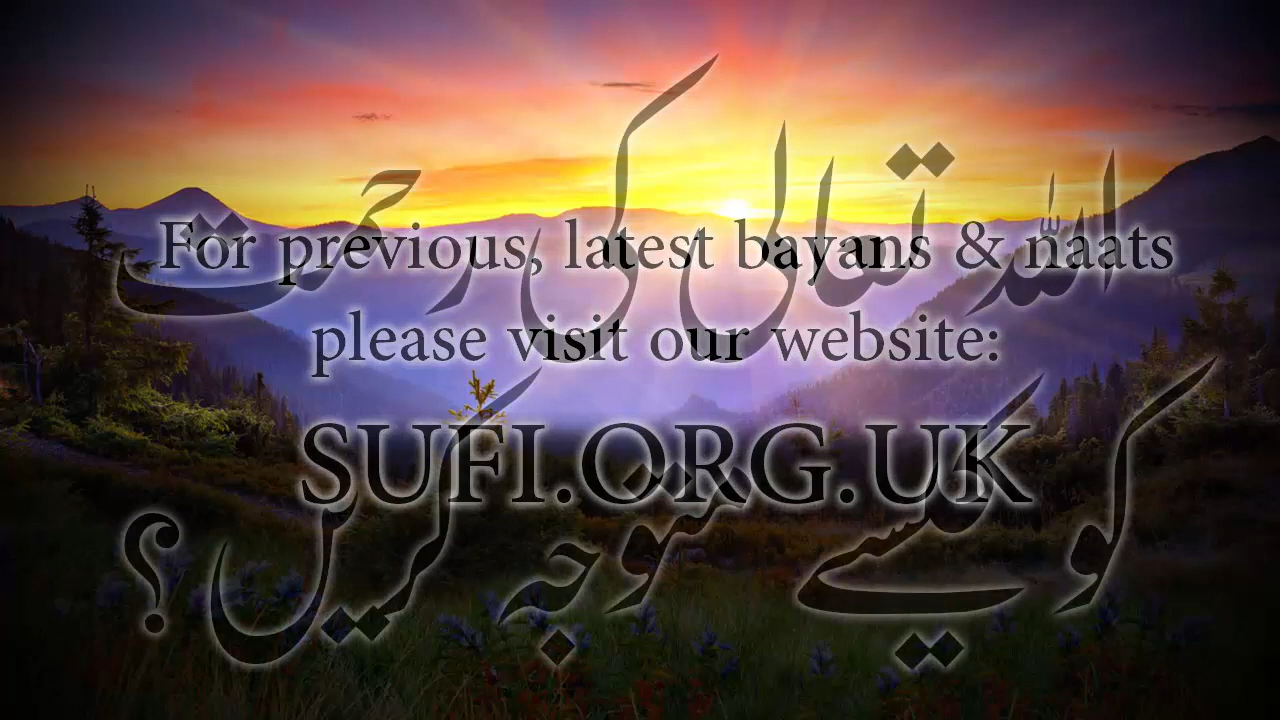 اللہ تعالی کی رحمت
For previous, latest bayans & naats
please visit our website:
SUFI.ORG.UK
کو کیسے متوجہ کریں؟